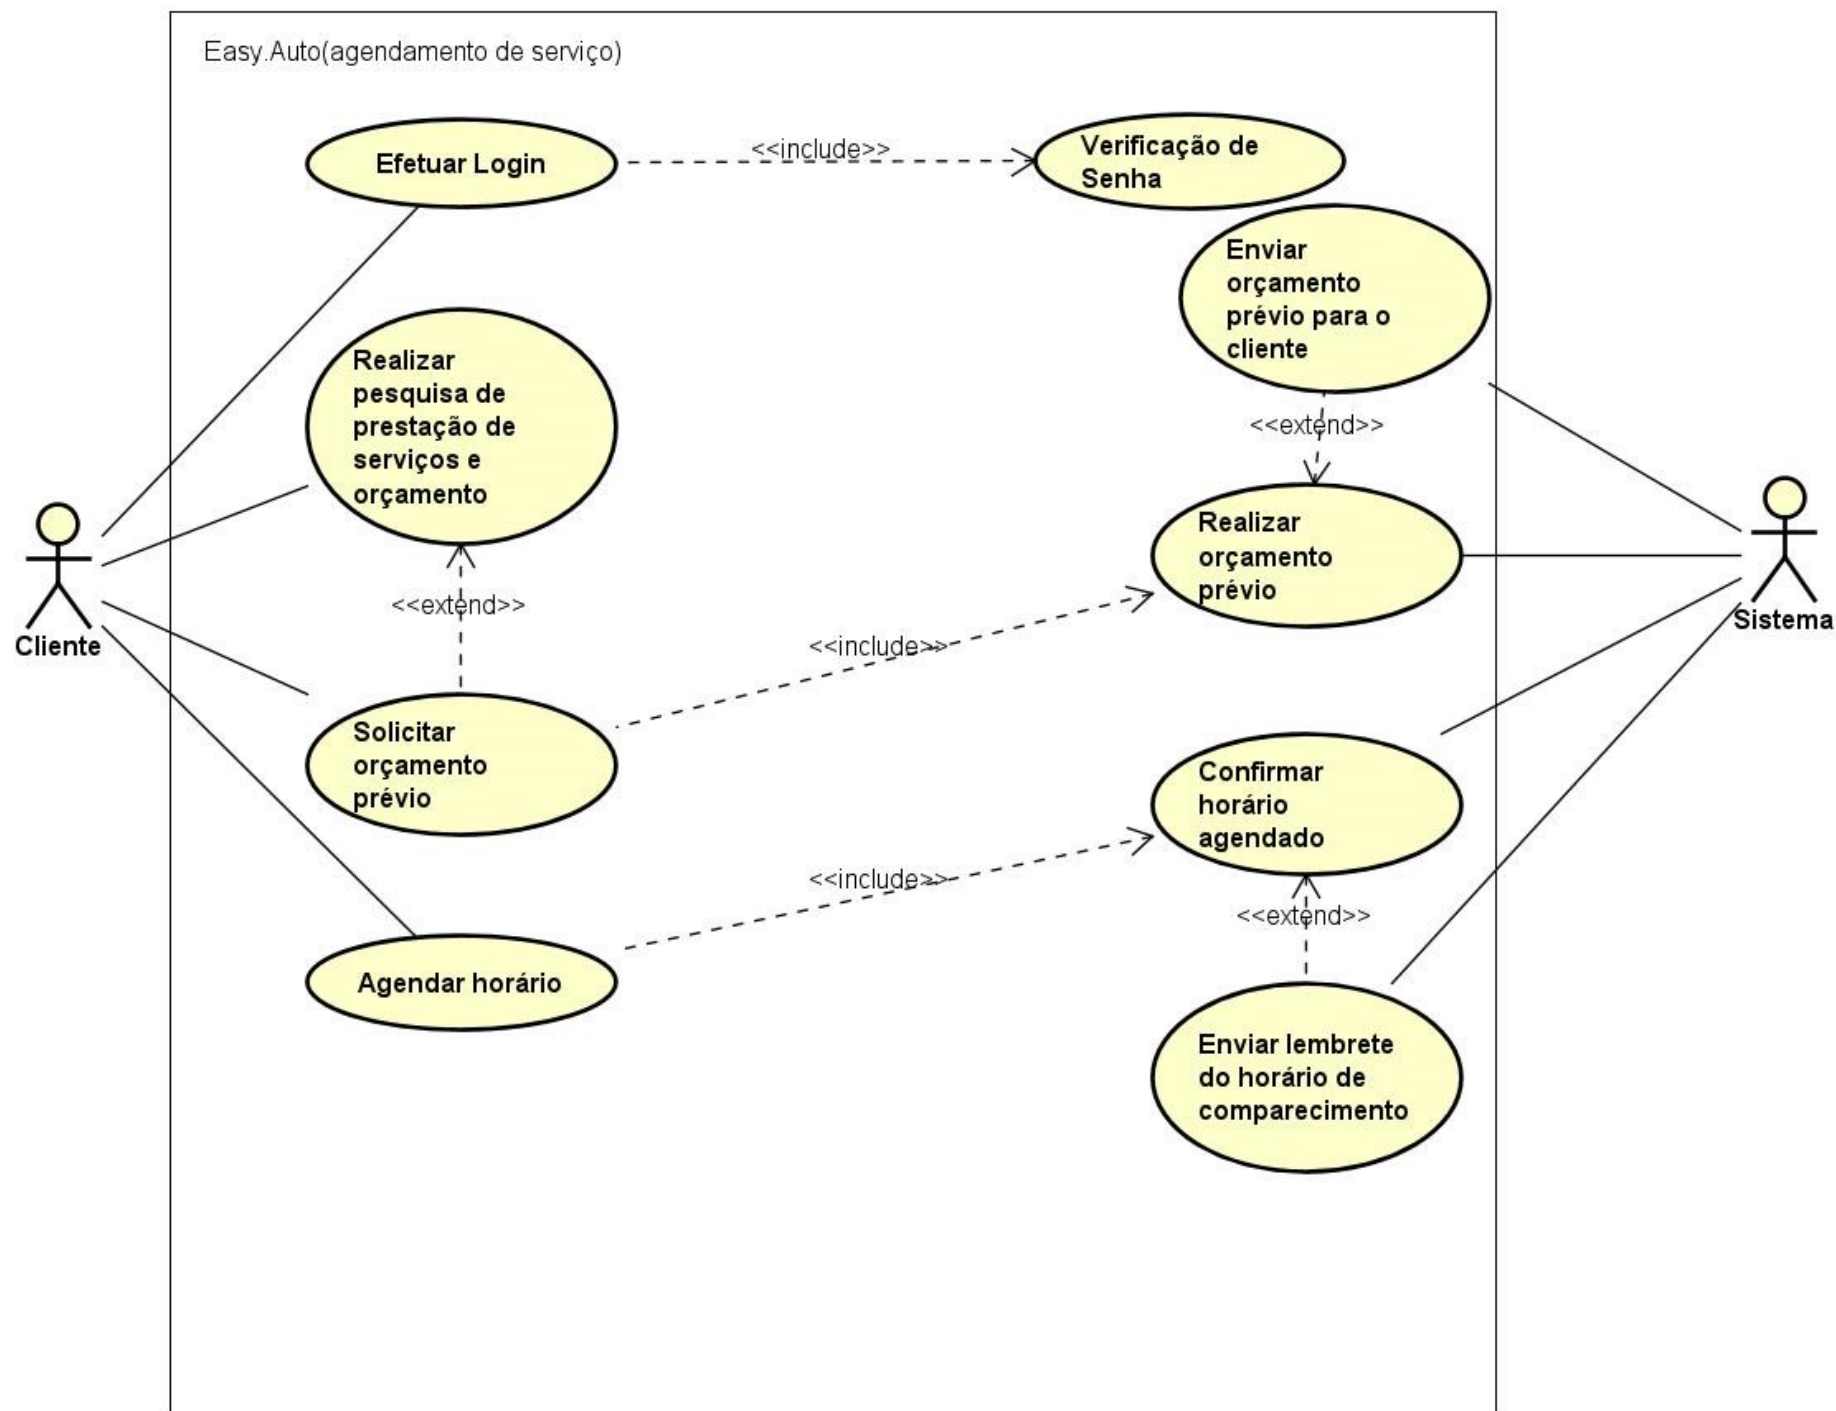 Easy.Auto(agendamento de serviço)
Efetuar Login
<<include>>
Verificação de
Senha
Enviar
orçamento
prévio para o
cliente
Realizar
pesquisa de
prestação de
serviços e
orçamento
<<extend>>
Realizar
orçamento
prévio
<<extend>>
<<include>>
Cliente
Sistema
Solicitar
orçamento
prévio
Confirmar
horário
agendado
<<include>>
<<extend>>
Agendar horário
Enviar lembrete
do horário de
comparecimento